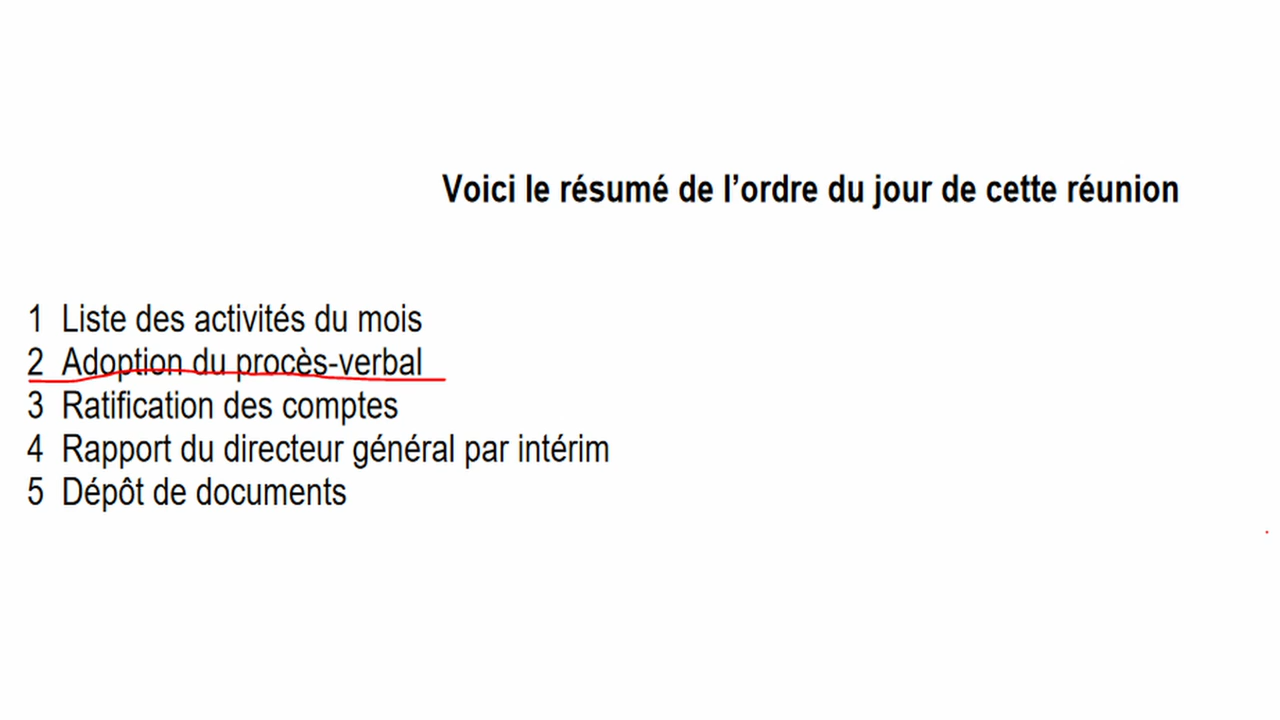 Voici le résumé de l’ordre du jour de cette réunion
1 Liste des activités du mois
2 Adoption du procès-verbal
3 Ratification des comptes
4 Rapport du directeur général par intérim
5 Dépôt de documents